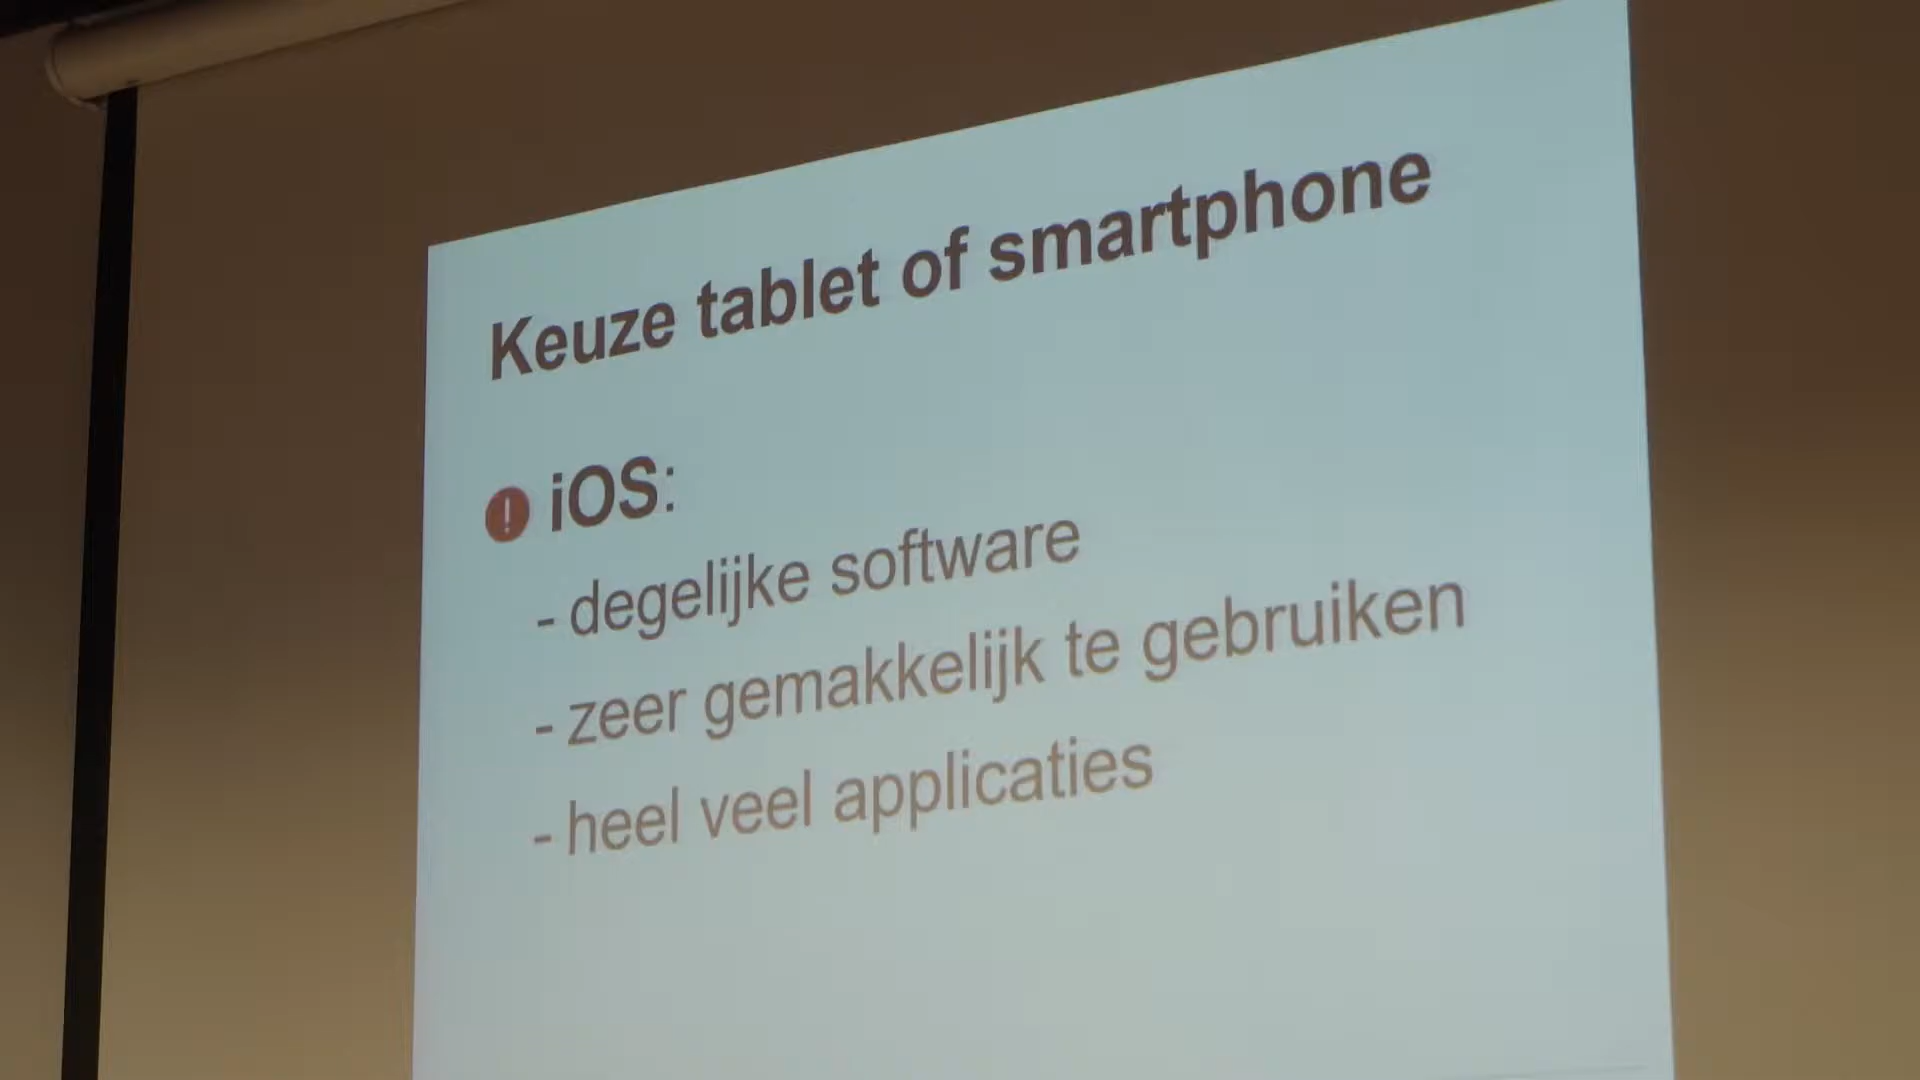 Keuze tablet of smartphone
! iOS:
- degelijke software
- zeer gemakkelijk te gebruiken
- heel veel applicaties